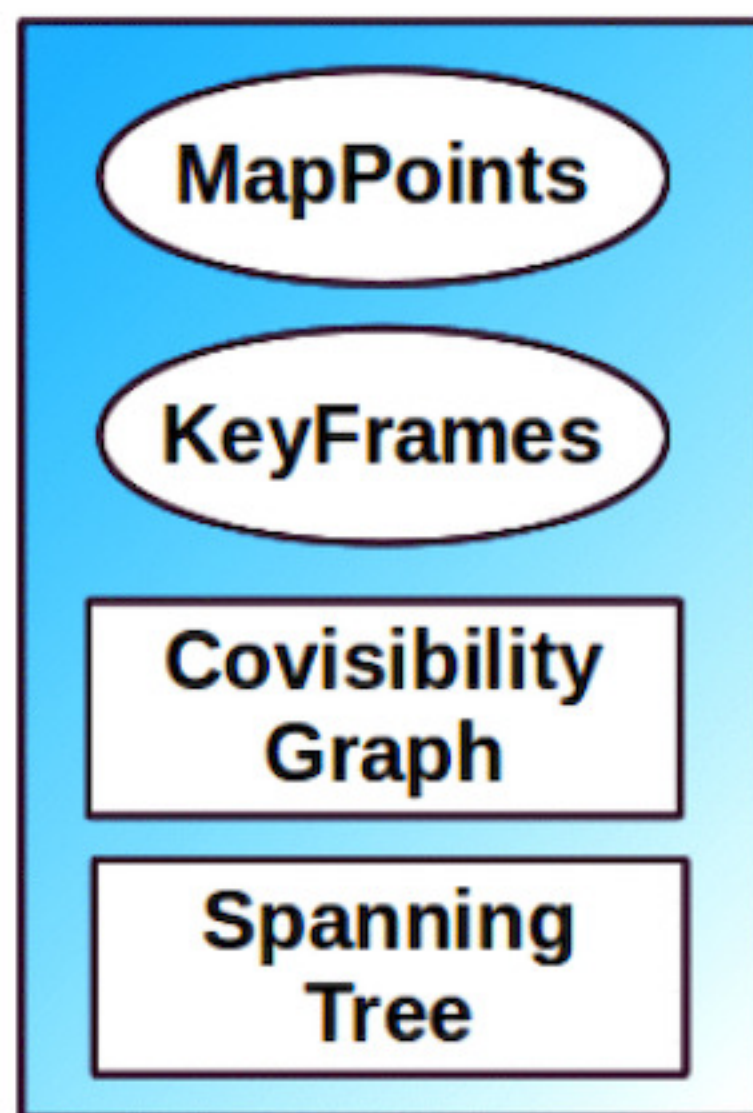 MapPoints
KeyFrames
Covisibility
Graph
Spanning
Tree